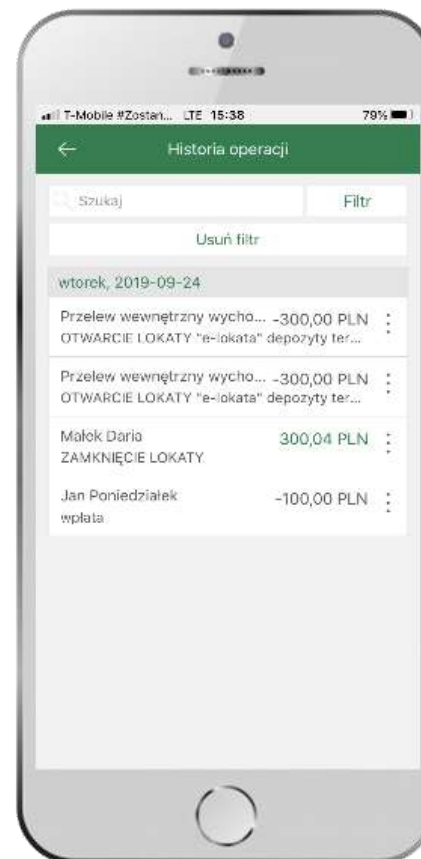 T-Mobile #Zostań... LTE 15:38 79%
Historia operacji
Szukaj Filtr
Usuń filtr
wtorek, 2019-09-24
Przelew wewnętrzny wycho... -300,00 PLN
OTWARCIE LOKATY "e-lokata" depozyty ter...
Przelew wewnętrzny wycho... -300,00 PLN
OTWARCIE LOKATY "e-lokata" depozyty ter...
Małek Daria 300,04 PLN
ZAMKNIĘCIE LOKATY
Jan Poniedziałek -100,00 PLN
wpłata